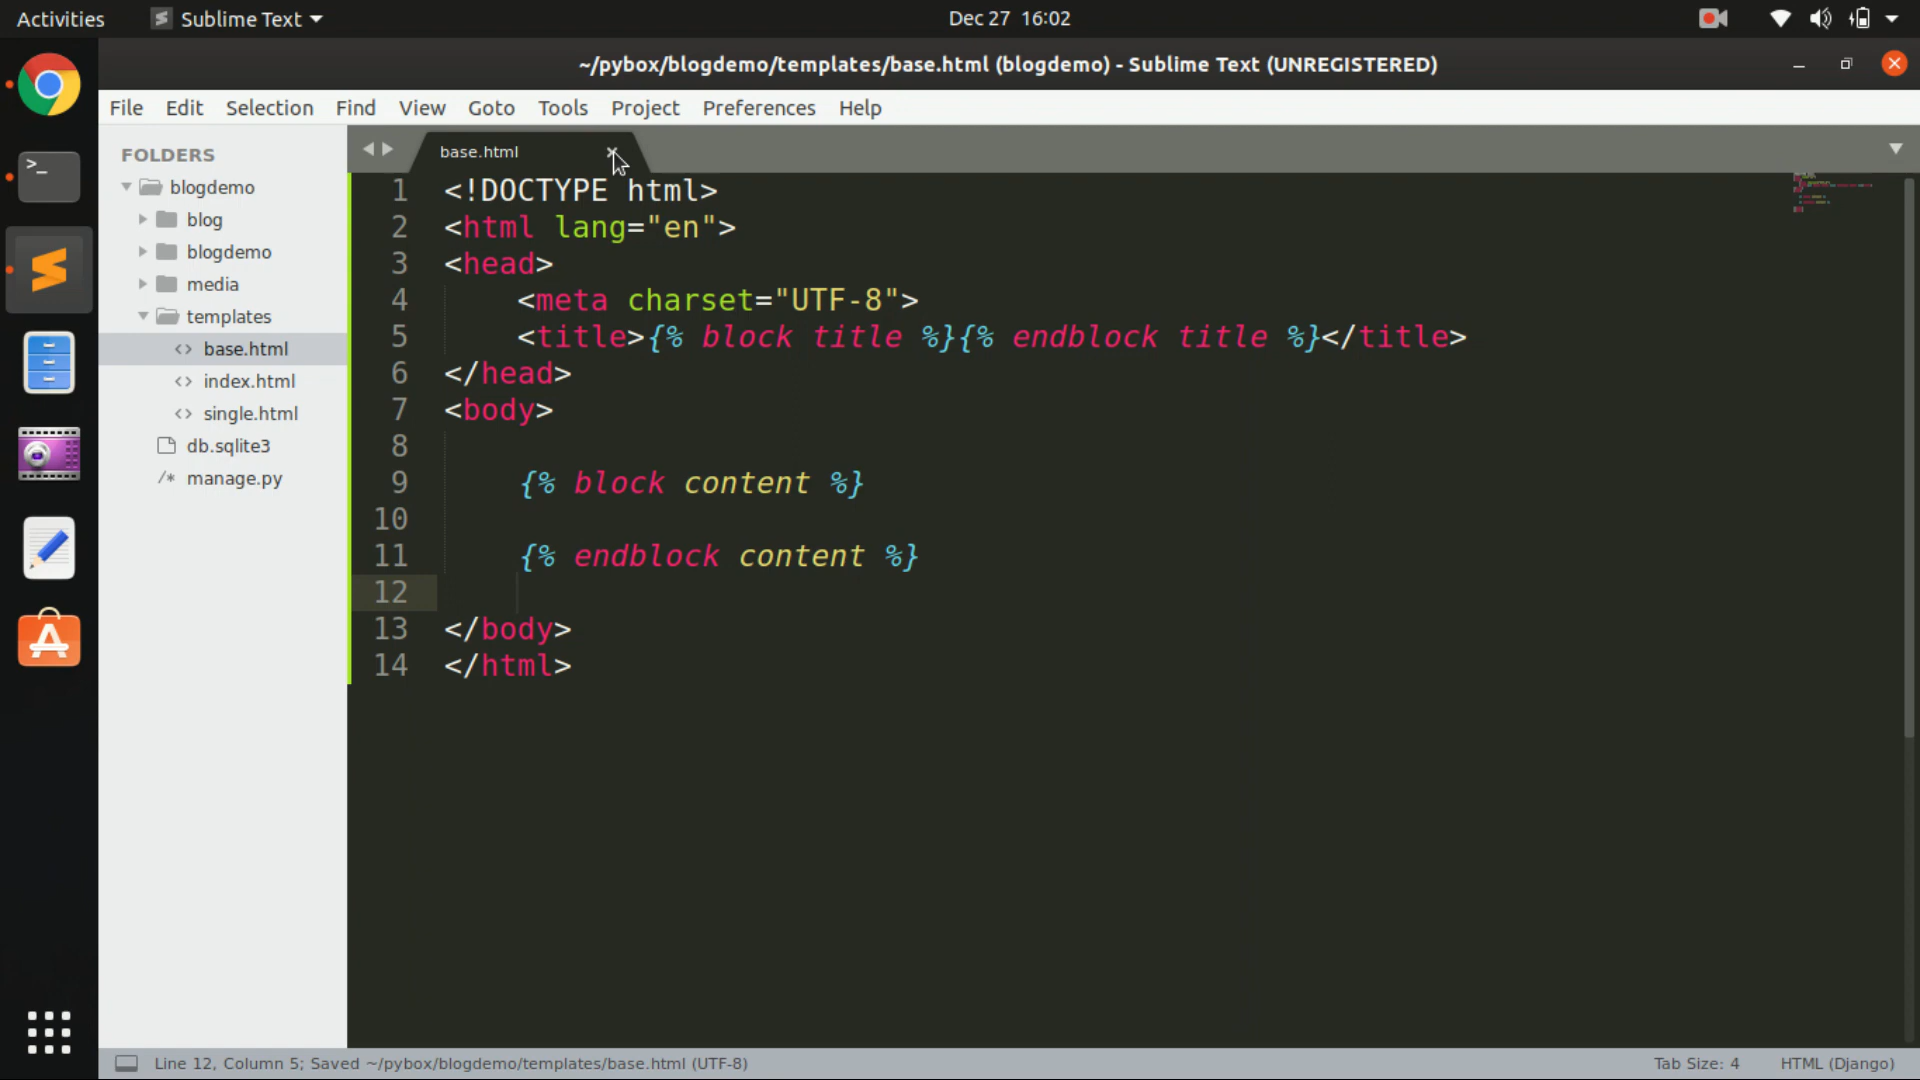 Activities Sublime Text Dec 27 16:02
~/pybox/blogdemo/templates/base.html (blogdemo) - Sublime Text (UNREGISTERED)
File Edit Selection Find View Goto Tools Project Preferences Help
FOLDERS
blogdemo
blog
blogdemo
media
templates
base.html
index.html
single.html
db.sqlite3
/* manage.py
base.html
1 <!DOCTYPE html>
2 <html lang="en">
3 <head>
4 <meta charset="UTF-8">
5 <title>{% block title %}{% endblock title %}</title>
6 </head>
7 <body>
8
9 {% block content %}
10
11 {% endblock content %}
12
13 </body>
14 </html>
Line 12, Column 5; Saved ~/pybox/blogdemo/templates/base.html (UTF-8) Tab Size: 4 HTML (Django)